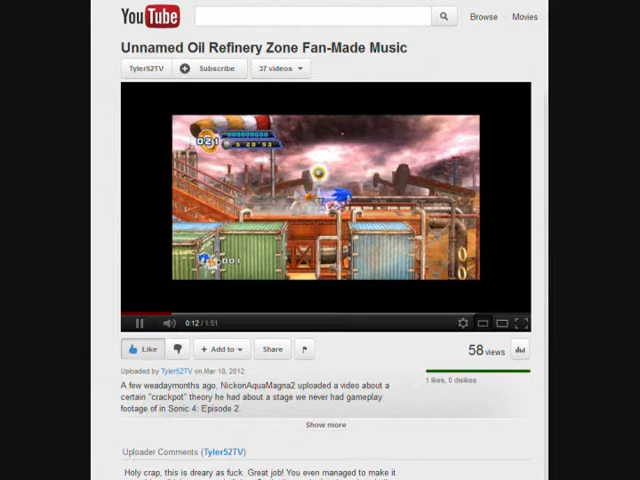 YouTube
Browse
Movies
Unnamed Oil Refinery Zone Fan-Made Music
Tyler52TV
Subscribe
37 videos
021
001
0:12 / 1:51
Like
Add to
Share
58 views
Uploaded by Tyler52TV on Mar 18, 2012
1 likes, 0 dislikes
A few weadaymonths ago, NickonAquaMagna2 uploaded a video about a
certain "crackpot" theory he had about a stage we never had gameplay
footage of in Sonic 4: Episode 2.
Show more
Uploader Comments (Tyler52TV)
Holy crap, this is dreary as fuck. Great job! You even managed to make it